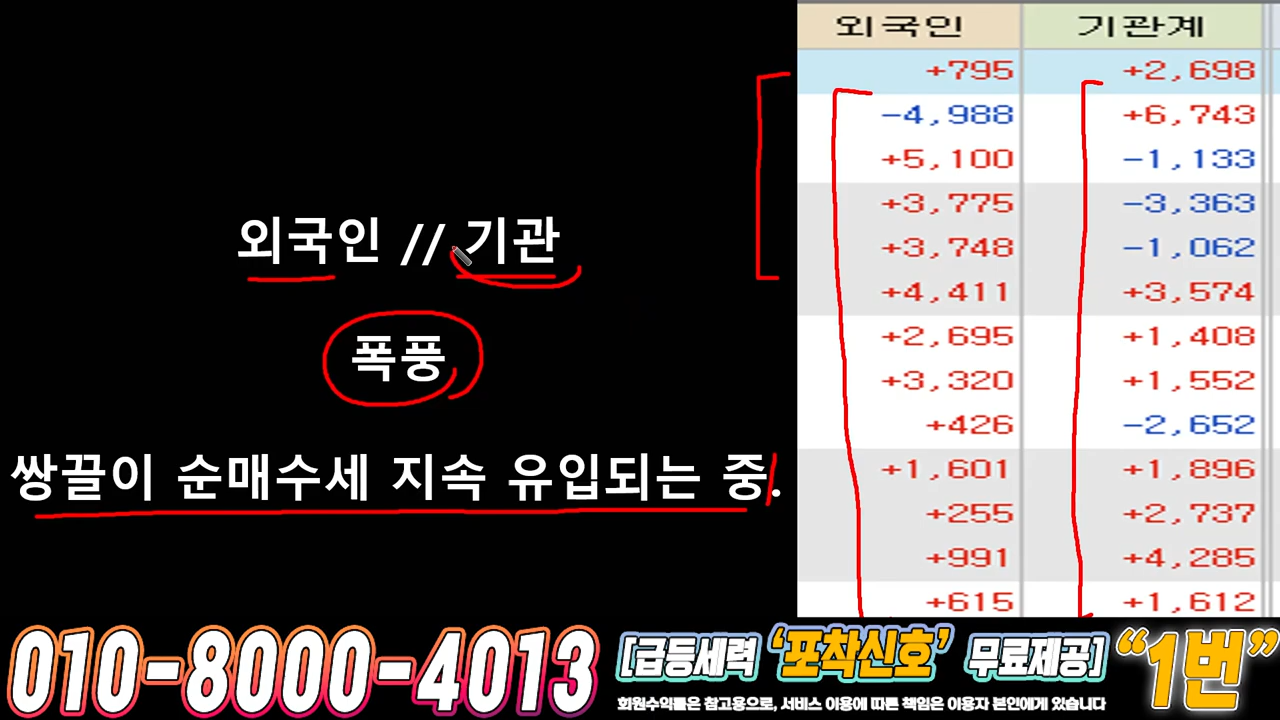 외국인 // 기관
폭풍
쌍끌이 순매수세 지속 유입되는 중.
외국인 기관계
+795 +2,698
-4,988 +6,743
+5,100 -1,133
+3,775 -3,363
+3,748 -1,062
+4,411 +3,574
+2,695 +1,408
+3,320 +1,552
+426 -2,652
+1,601 +1,896
+255 +2,737
+991 +4,285
+615 +1,612
010-8000-4013 [급등세력 '포착신호' 무료제공] "1번"
회원수익률은 참고용으로, 서비스 이용에 따른 책임은 이용자 본인에게 있습니다